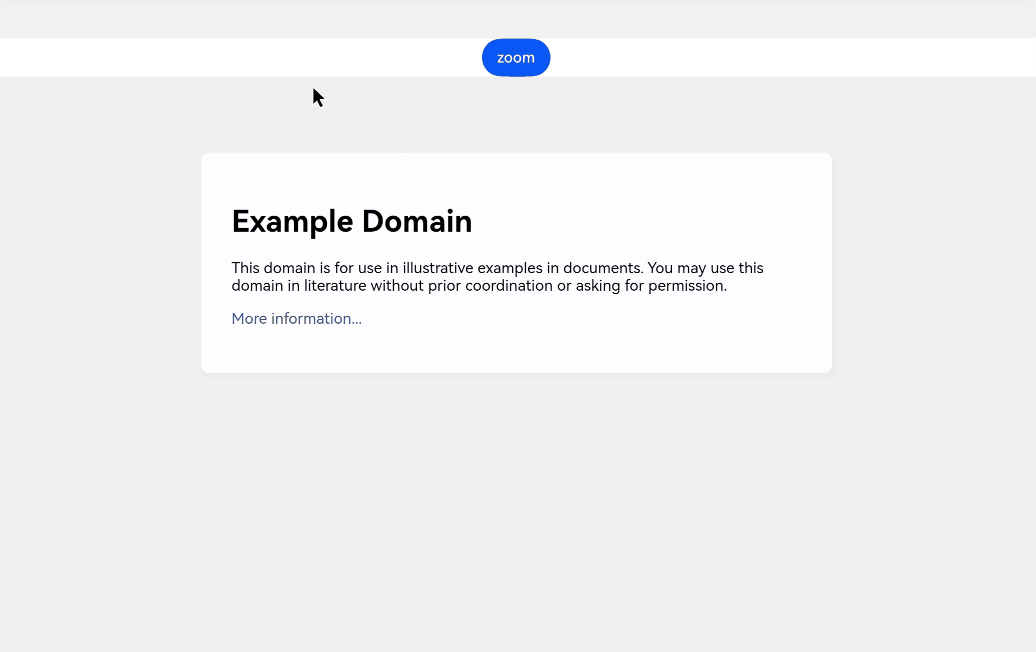 zoom
Example Domain
This domain is for use in illustrative examples in documents. You may use this
domain in literature without prior coordination or asking for permission.
More information...